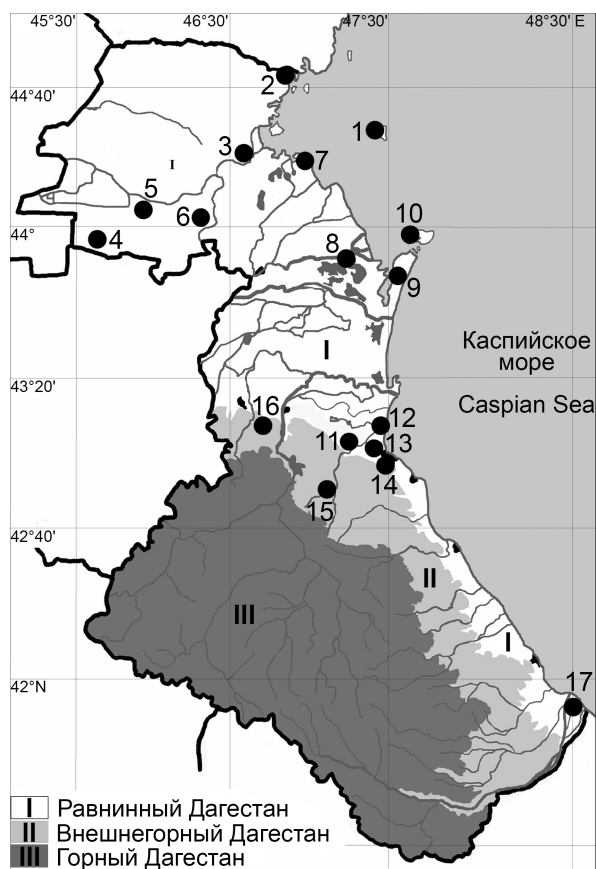 45°30' 46°30' 47°30' 48°30' E
2
44°40'
1
3
7
I
5
6
10
44°
4
8
9
I
Каспийское
море
43°20'
Caspian Sea
16
12
11
13
14
15
42°40'
II
III
I
17
42°N
I Равнинный Дагестан
II Внешнегорный Дагестан
III Горный Дагестан